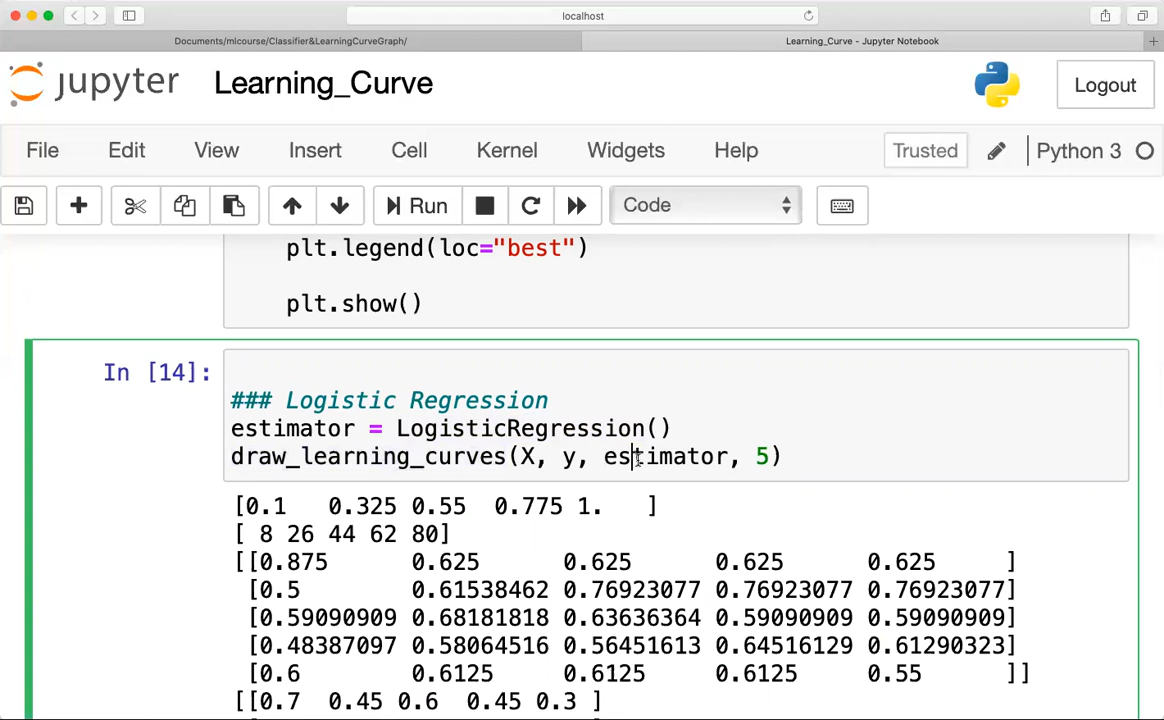 localhost
Documents/mlcourse/Classifier&LearningCurveGraph/ Learning_Curve - Jupyter Notebook
jupyter Learning_Curve Logout
File Edit View Insert Cell Kernel Widgets Help Trusted Python 3
Run Code
plt.legend(loc="best")
plt.show()
In [14]:
### Logistic Regression
estimator = LogisticRegression()
draw_learning_curves(X, y, estimator, 5)
[0.1 0.325 0.55 0.775 1. ]
[ 8 26 44 62 80]
[[0.875 0.625 0.625 0.625 0.625 ]
[0.5 0.61538462 0.76923077 0.76923077 0.76923077]
[0.59090909 0.68181818 0.63636364 0.59090909 0.59090909]
[0.48387097 0.58064516 0.56451613 0.64516129 0.61290323]
[0.6 0.6125 0.6125 0.6125 0.55 ]]
[[0.7 0.45 0.6 0.45 0.3 ]